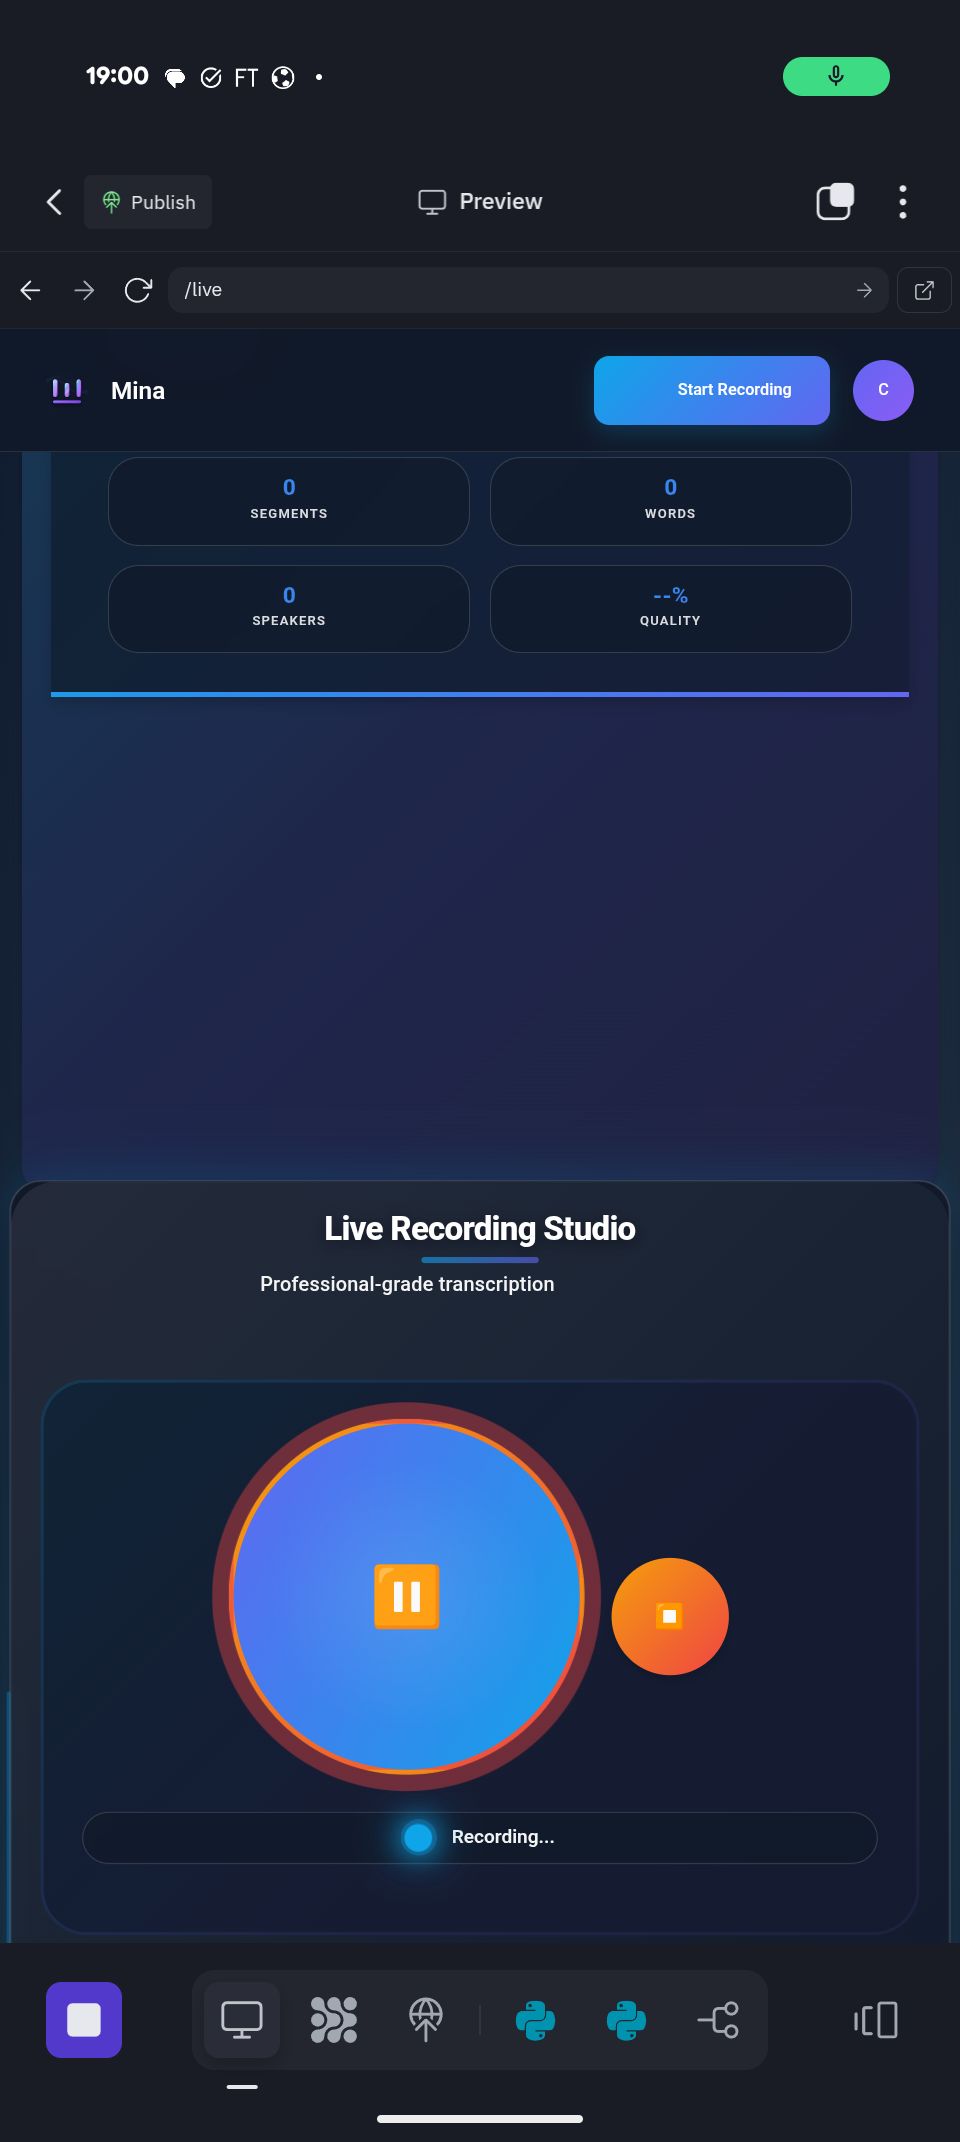 19:00 FT
Publish
Preview
/live
Mina
Start Recording
C
0
SEGMENTS
0
WORDS
0
SPEAKERS
--%
QUALITY
Live Recording Studio
Professional-grade transcription
Recording...